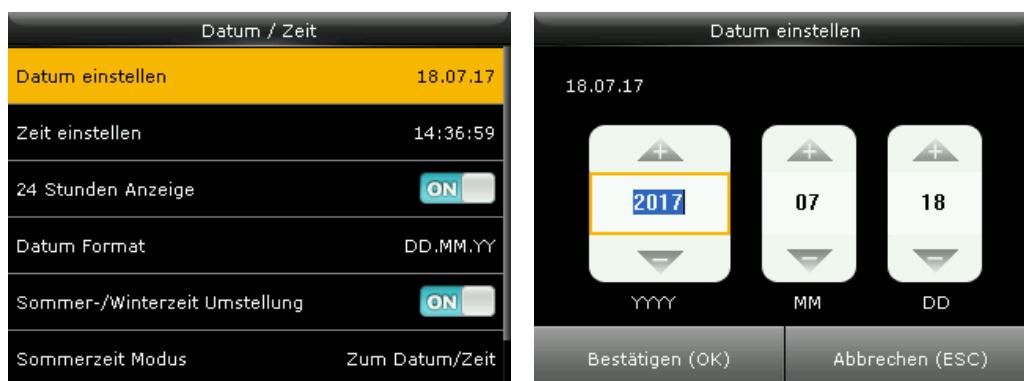 Datum / Zeit
Datum einstellen 18.07.17
Zeit einstellen 14:36:59
24 Stunden Anzeige ON
Datum Format DD.MM.YY
Sommer-/Winterzeit Umstellung ON
Sommerzeit Modus Zum Datum/Zeit
Datum einstellen
18.07.17
2017 07 18
YYYY MM DD
Bestätigen (OK) Abbrechen (ESC)